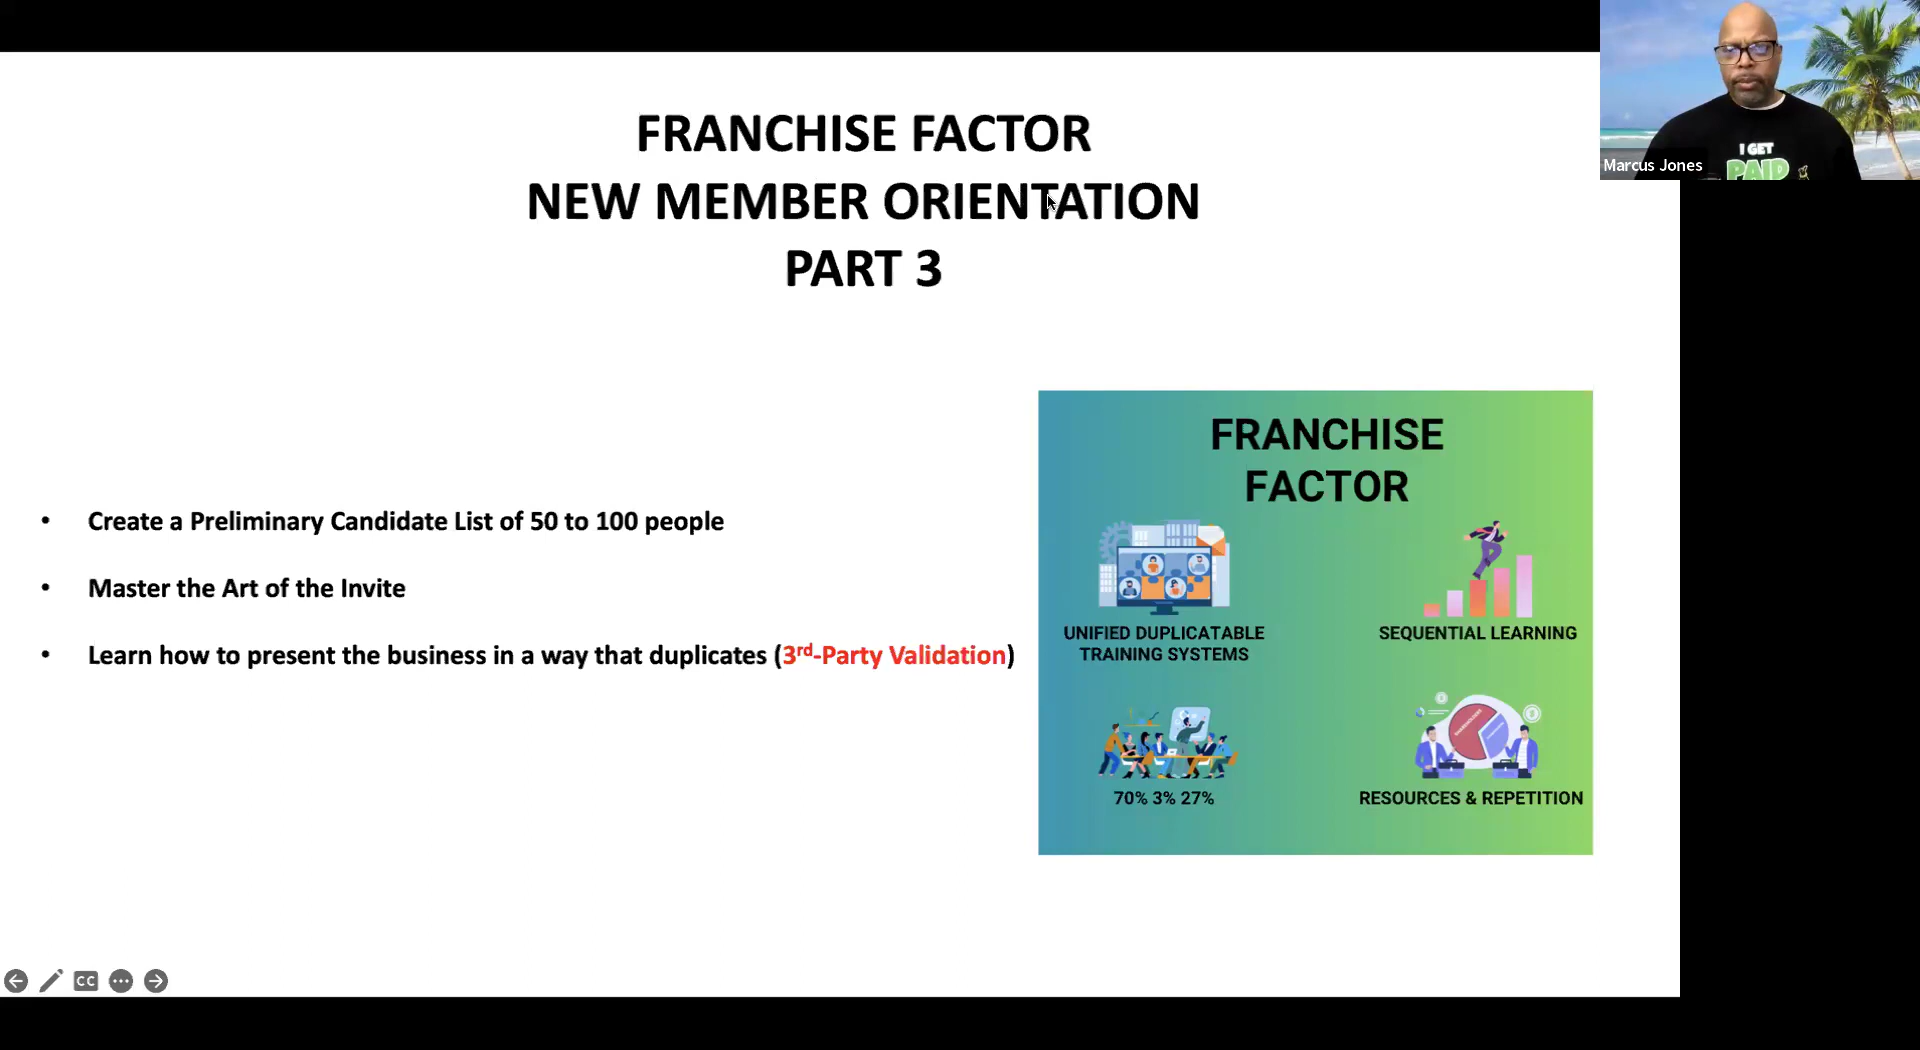 FRANCHISE FACTOR
NEW MEMBER ORIENTATION
PART 3
Marcus Jones
I GET
PAID
• Create a Preliminary Candidate List of 50 to 100 people
• Master the Art of the Invite
• Learn how to present the business in a way that duplicates (3rd-Party Validation)
FRANCHISE
FACTOR
UNIFIED DUPLICATABLE
TRAINING SYSTEMS
SEQUENTIAL LEARNING
70% 3% 27%
RESOURCES & REPETITION
CC